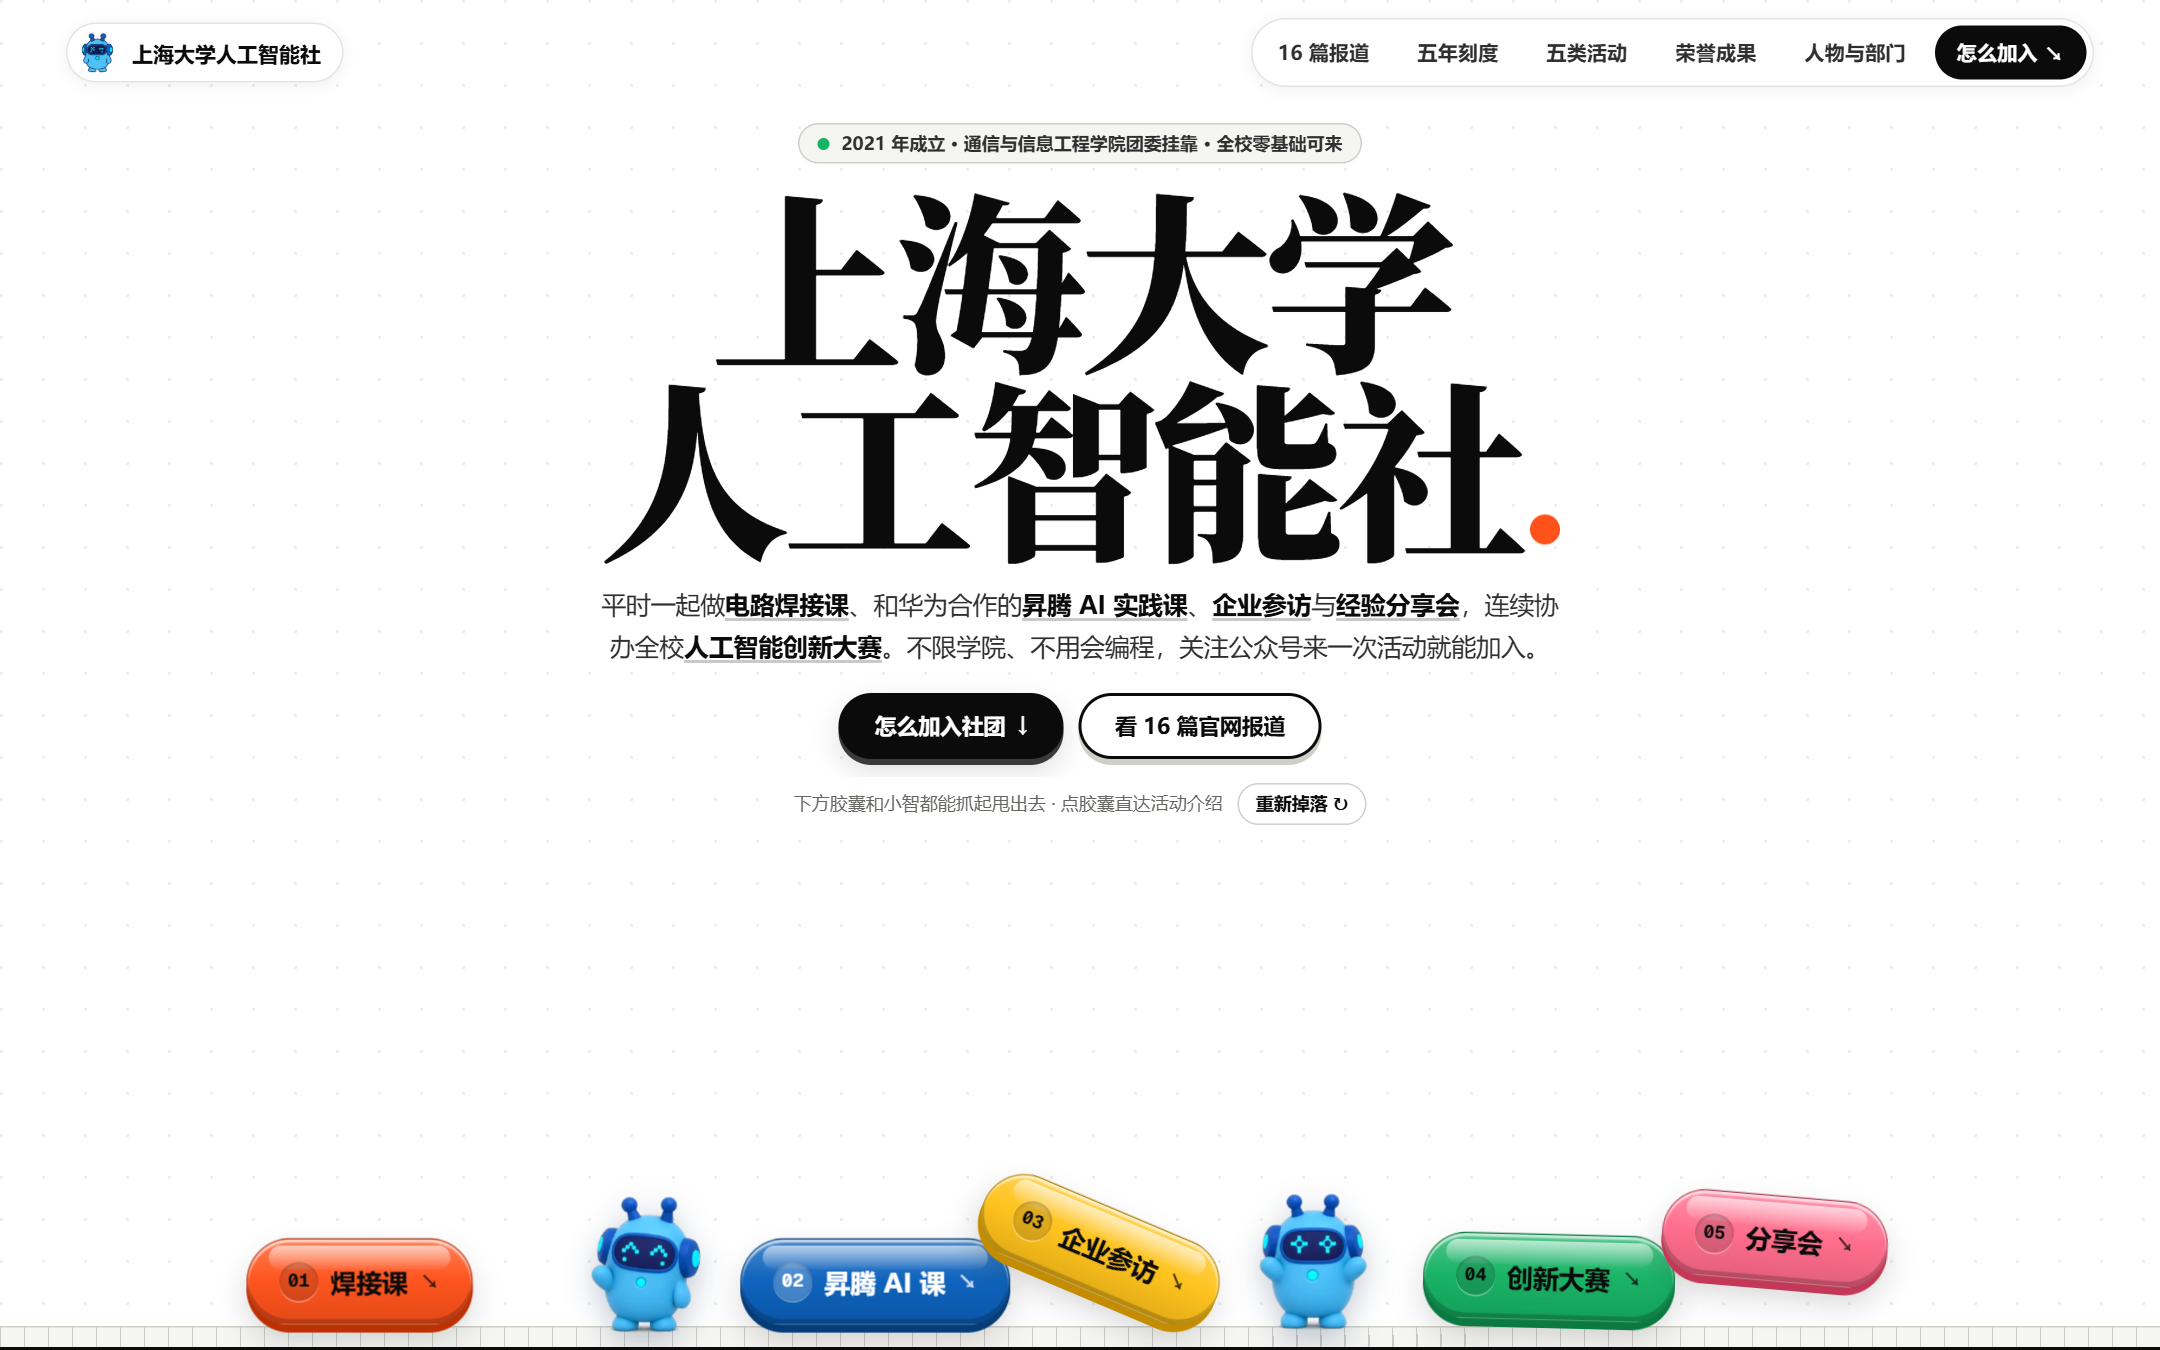 上海大学人工智能社
16 篇报道 五年刻度 五类活动 荣誉成果 人物与部门 怎么加入 ↘
2021 年成立 • 通信与信息工程学院团委挂靠 • 全校零基础可来
上海大学
人工智能社.
平时一起做电路焊接课、和华为合作的昇腾 AI 实践课、企业参访与经验分享会，连续协
办全校人工智能创新大赛。不限学院、不用会编程，关注公众号来一次活动就能加入。
怎么加入社团 ↓ 看 16 篇官网报道
下方胶囊和小智都能抓起甩出去 · 点胶囊直达活动介绍 重新掉落 ↻
01 焊接课 ↘
02 昇腾 AI 课 ↘
03 企业参访 ↘
04 创新大赛 ↘
05 分享会 ↘